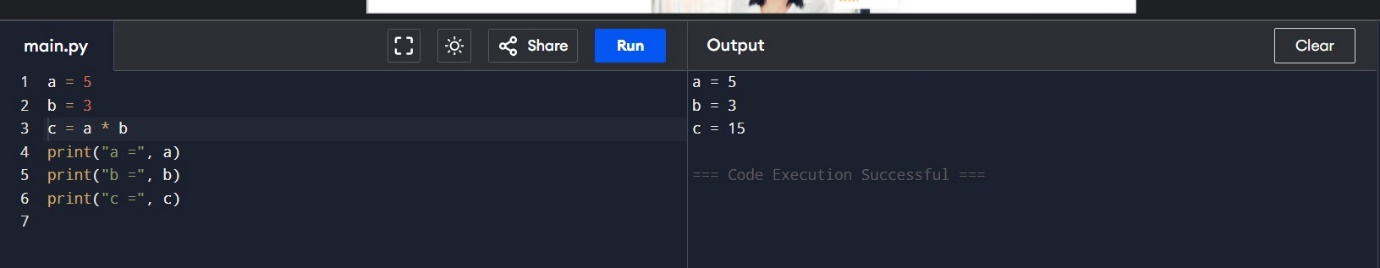 main.py Share Run Output Clear
1 a = 5
2 b = 3
3 c = a * b
4 print("a =", a)
5 print("b =", b)
6 print("c =", c)
7
a = 5
b = 3
c = 15
=== Code Execution Successful ===